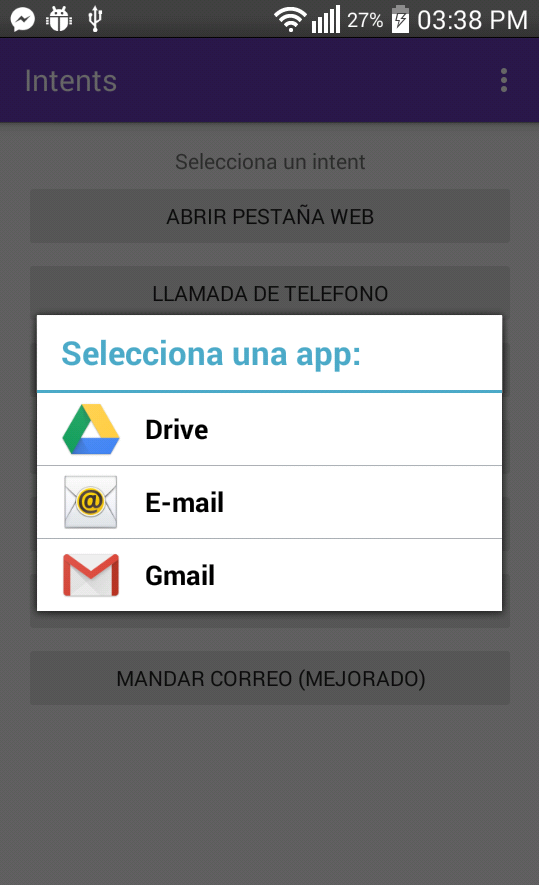 27% 03:38 PM
Intents
Selecciona un intent
ABRIR PESTAÑA WEB
LLAMADA DE TELEFONO
Selecciona una app:
Drive
E-mail
Gmail
MANDAR CORREO (MEJORADO)